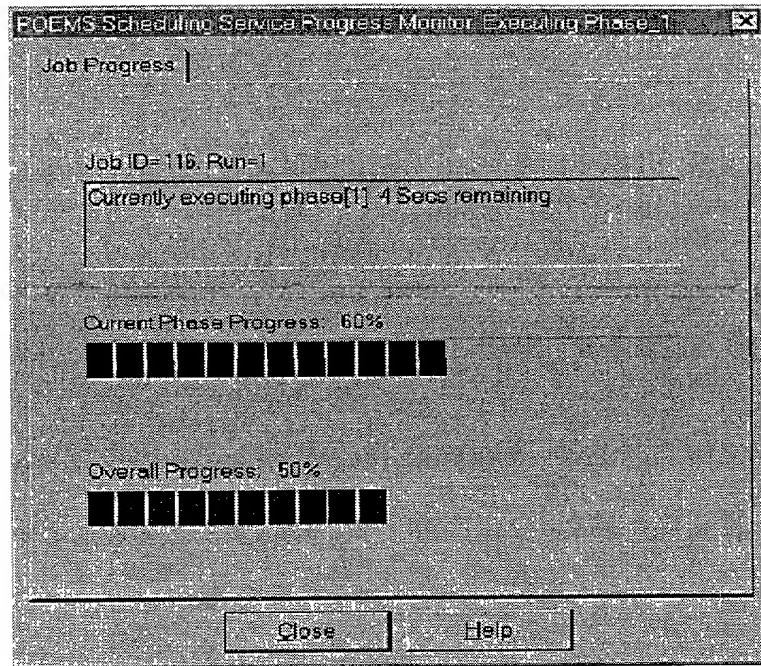 POEMS Scheduling Service Progress Monitor: Executing Phase_1
Job Progress
Job ID=116, Run=1
Currently executing phase[1] 4 Secs remaining
Current Phase Progress: 60%
Overall Progress: 50%
Close
Help